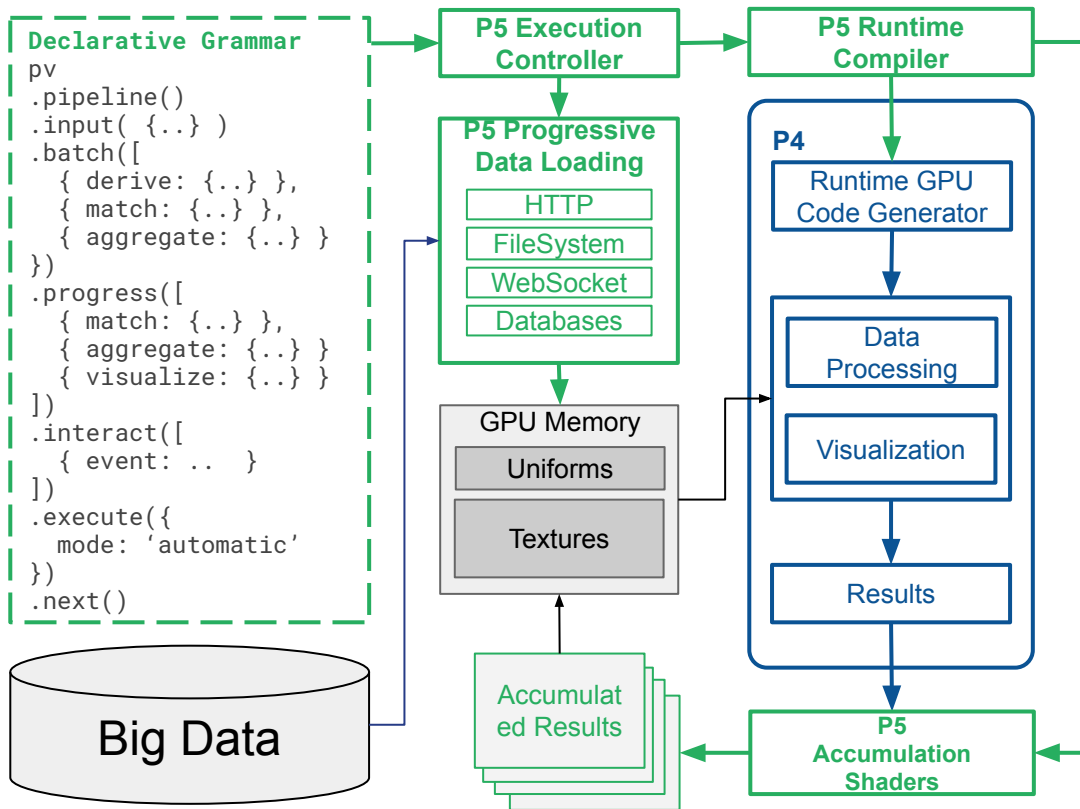 Declarative Grammar
pv
.pipeline()
.input( {..} )
.batch([
{ derive: {..} },
{ match: {..} },
{ aggregate: {..} }
})
.progress([
{ match: {..} },
{ aggregate: {..} }
{ visualize: {..} }
])
.interact([
{ event: .. }
])
.execute({
mode: ‘automatic’
})
.next()
Big Data
P5 Execution
Controller
P5 Progressive
Data Loading
HTTP
FileSystem
WebSocket
Databases
GPU Memory
Uniforms
Textures
Accumulat
ed Results
P5 Runtime
Compiler
P4
Runtime GPU
Code Generator
Data
Processing
Visualization
Results
P5
Accumulation
Shaders